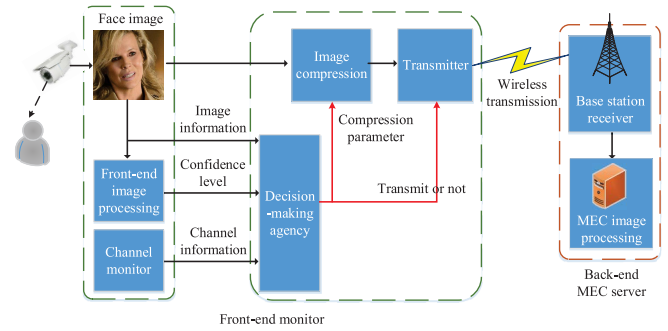 Face image
Image
compression
Transmitter
Wireless
transmission
Base station
receiver
Image
information
Compression
parameter
Front-end
image
processing
Confidence
level
Decision
-making
agency
Transmit or not
MEC image
processing
Channel
monitor
Channel
information
Back-end
MEC server
Front-end monitor